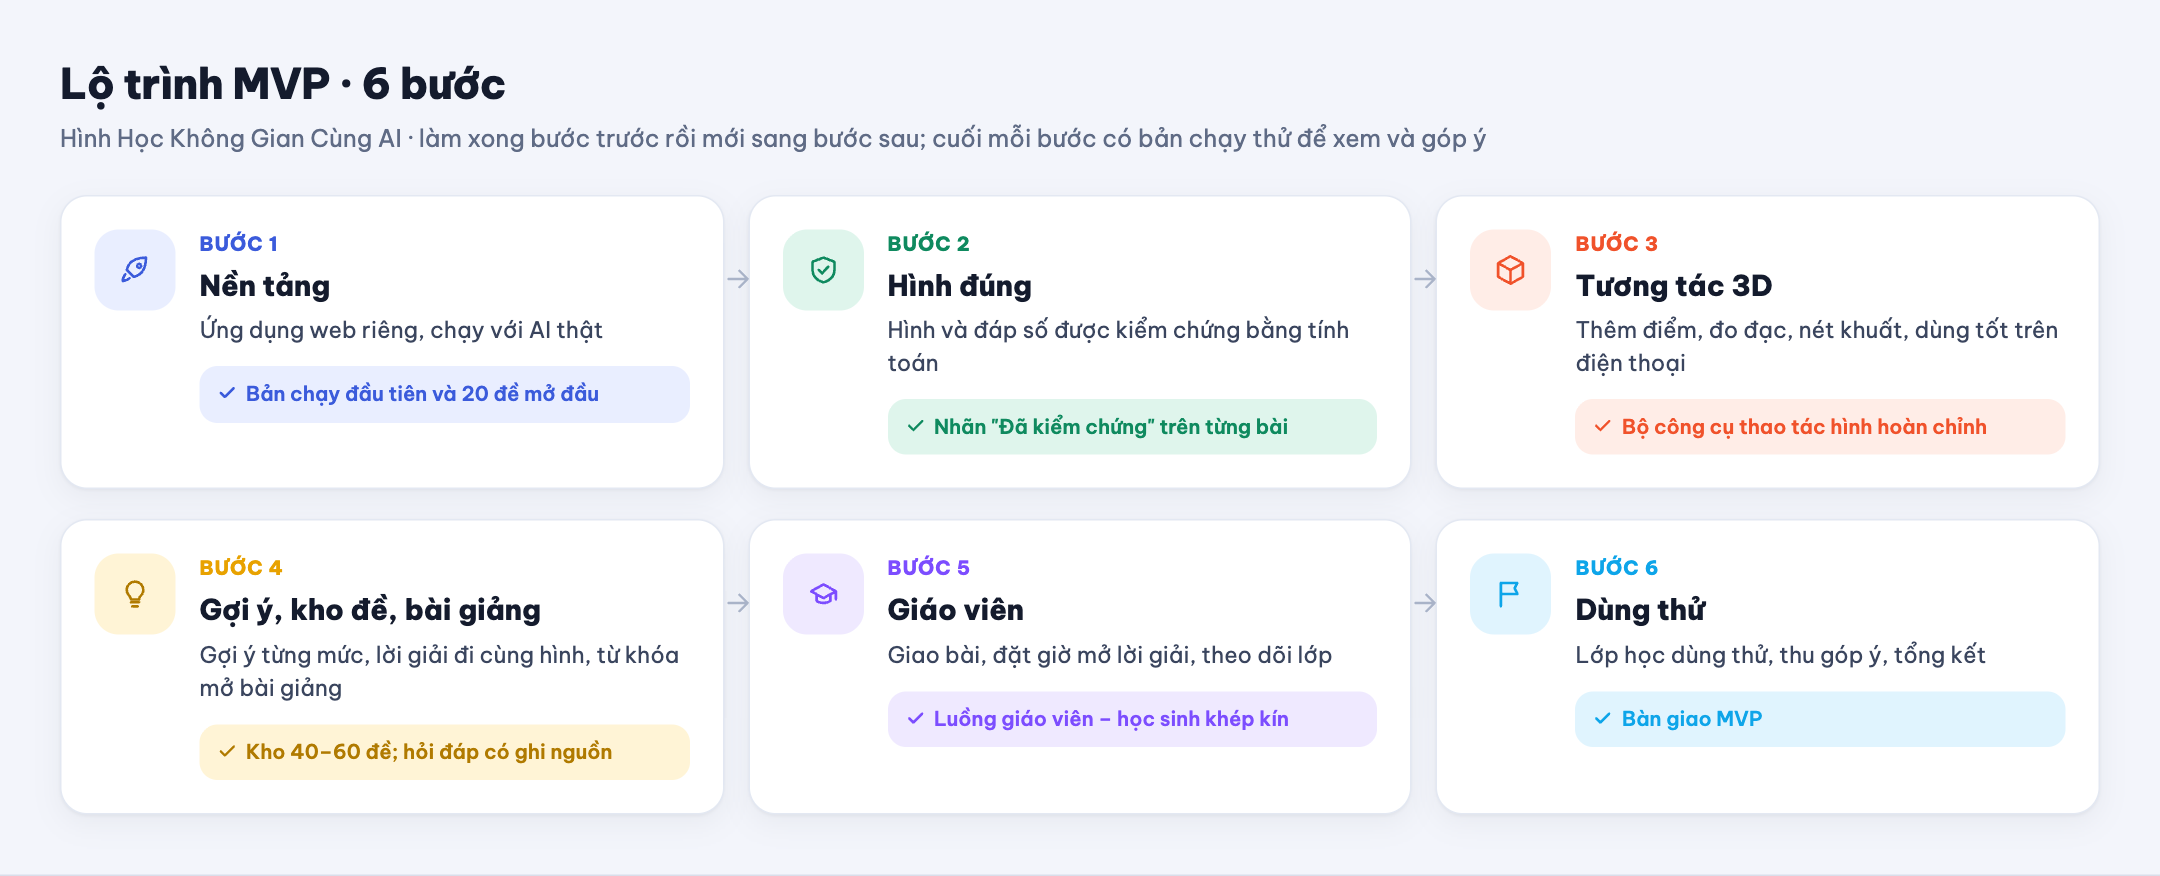 Lộ trình MVP · 6 bước
Hình Học Không Gian Cùng AI · làm xong bước trước rồi mới sang bước sau; cuối mỗi bước có bản chạy thử để xem và góp ý
BƯỚC 1
Nền tảng
Ứng dụng web riêng, chạy với AI thật
Bản chạy đầu tiên và 20 đề mở đầu
BƯỚC 2
Hình đúng
Hình và đáp số được kiểm chứng bằng tính
toán
Nhãn "Đã kiểm chứng" trên từng bài
BƯỚC 3
Tương tác 3D
Thêm điểm, đo đạc, nét khuất, dùng tốt trên
điện thoại
Bộ công cụ thao tác hình hoàn chỉnh
BƯỚC 4
Gợi ý, kho đề, bài giảng
Gợi ý từng mức, lời giải đi cùng hình, từ khóa
mở bài giảng
Kho 40–60 đề; hỏi đáp có ghi nguồn
BƯỚC 5
Giáo viên
Giao bài, đặt giờ mở lời giải, theo dõi lớp
Luồng giáo viên – học sinh khép kín
BƯỚC 6
Dùng thử
Lớp học dùng thử, thu góp ý, tổng kết
Bàn giao MVP